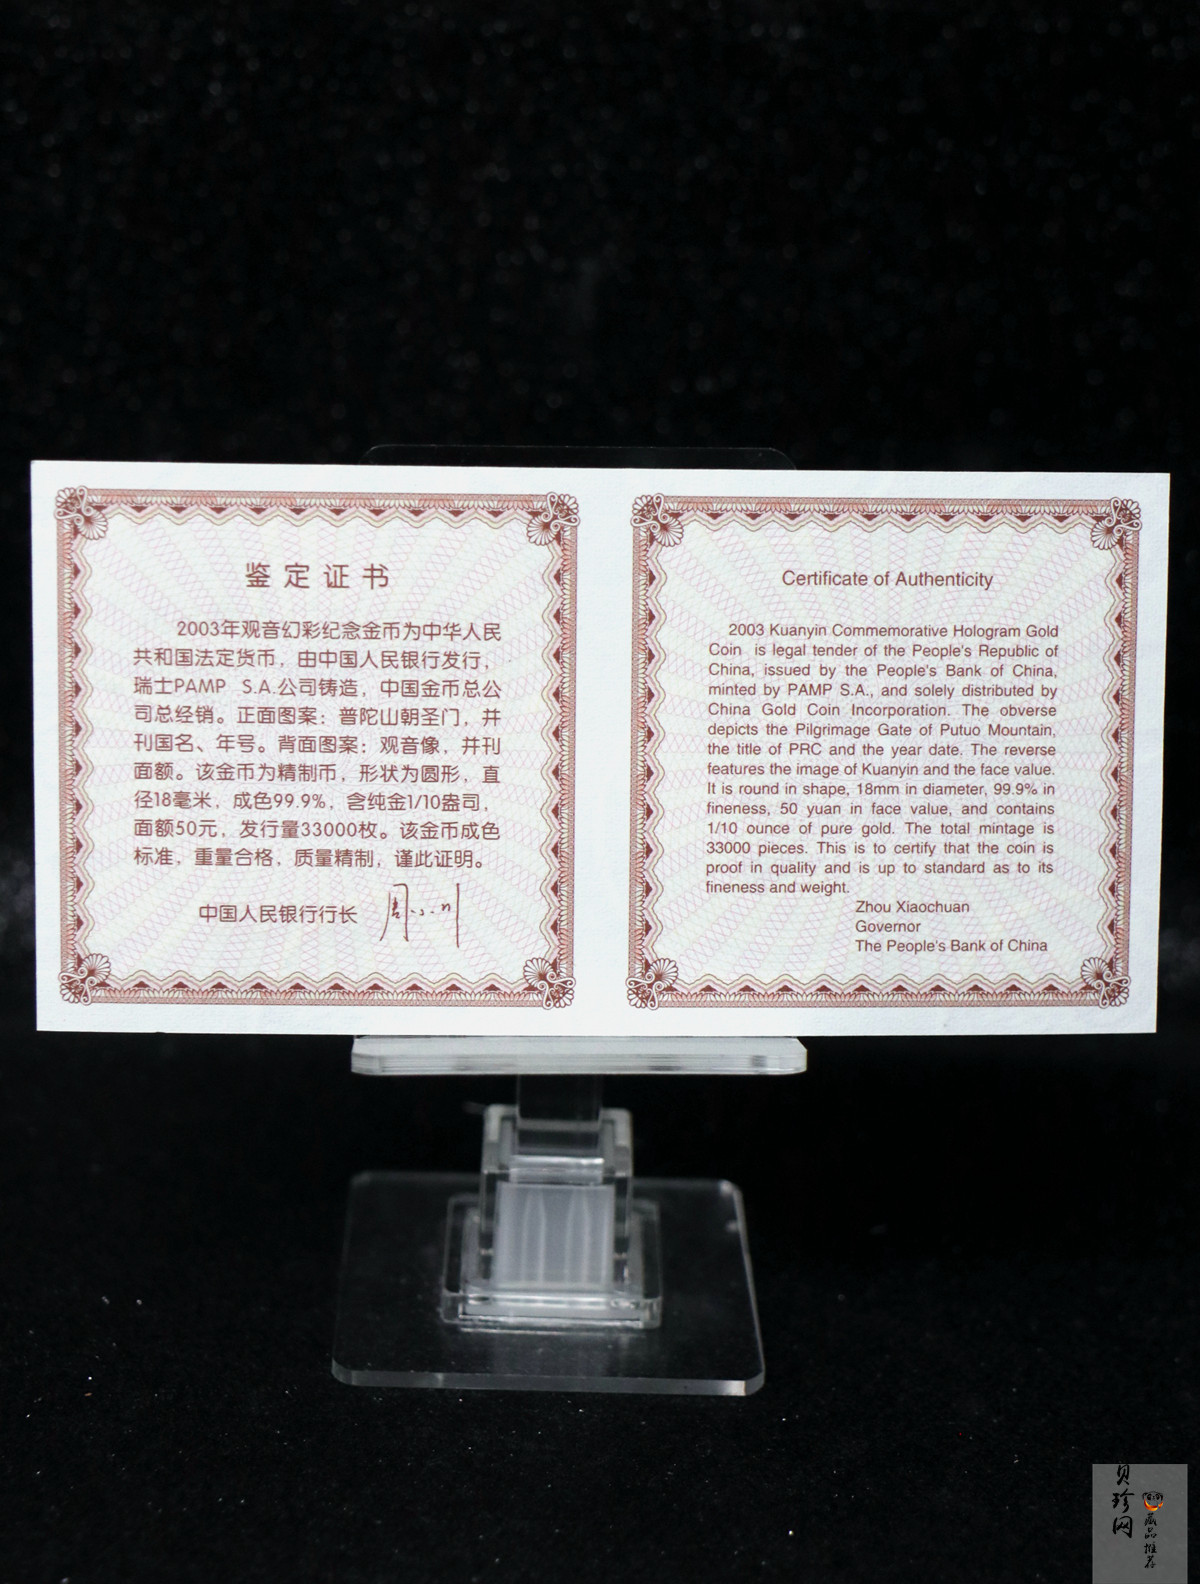 鉴定证书
2003年观音幻彩纪念金币为中华人民
共和国法定货币，由中国人民银行发行，
瑞士PAMP S.A.公司铸造，中国金币总公
司总经销。正面图案：普陀山朝圣门，并
刊国名、年号。背面图案：观音像，并刊
面额。该金币为精制币，形状为圆形，直
径18毫米，成色99.9%，含纯金1/10盎司，
面额50元，发行量33000枚。该金币成色
标准，重量合格，质量精制，谨此证明。
中国人民银行行长 周小川
Certificate of Authenticity
2003 Kuanyin Commemorative Hologram Gold
Coin is legal tender of the People's Republic of
China, issued by the People's Bank of China,
minted by PAMP S.A., and solely distributed by
China Gold Coin Incorporation. The obverse
depicts the Pilgrimage Gate of Putuo Mountain,
the title of PRC and the year date. The reverse
features the image of Kuanyin and the face value.
It is round in shape, 18mm in diameter, 99.9% in
fineness, 50 yuan in face value, and contains
1/10 ounce of pure gold. The total mintage is
33000 pieces. This is to certify that the coin is
proof in quality and is up to standard as to its
fineness and weight.
Zhou Xiaochuan
Governor
The People's Bank of China
贝珍网
藏品推荐